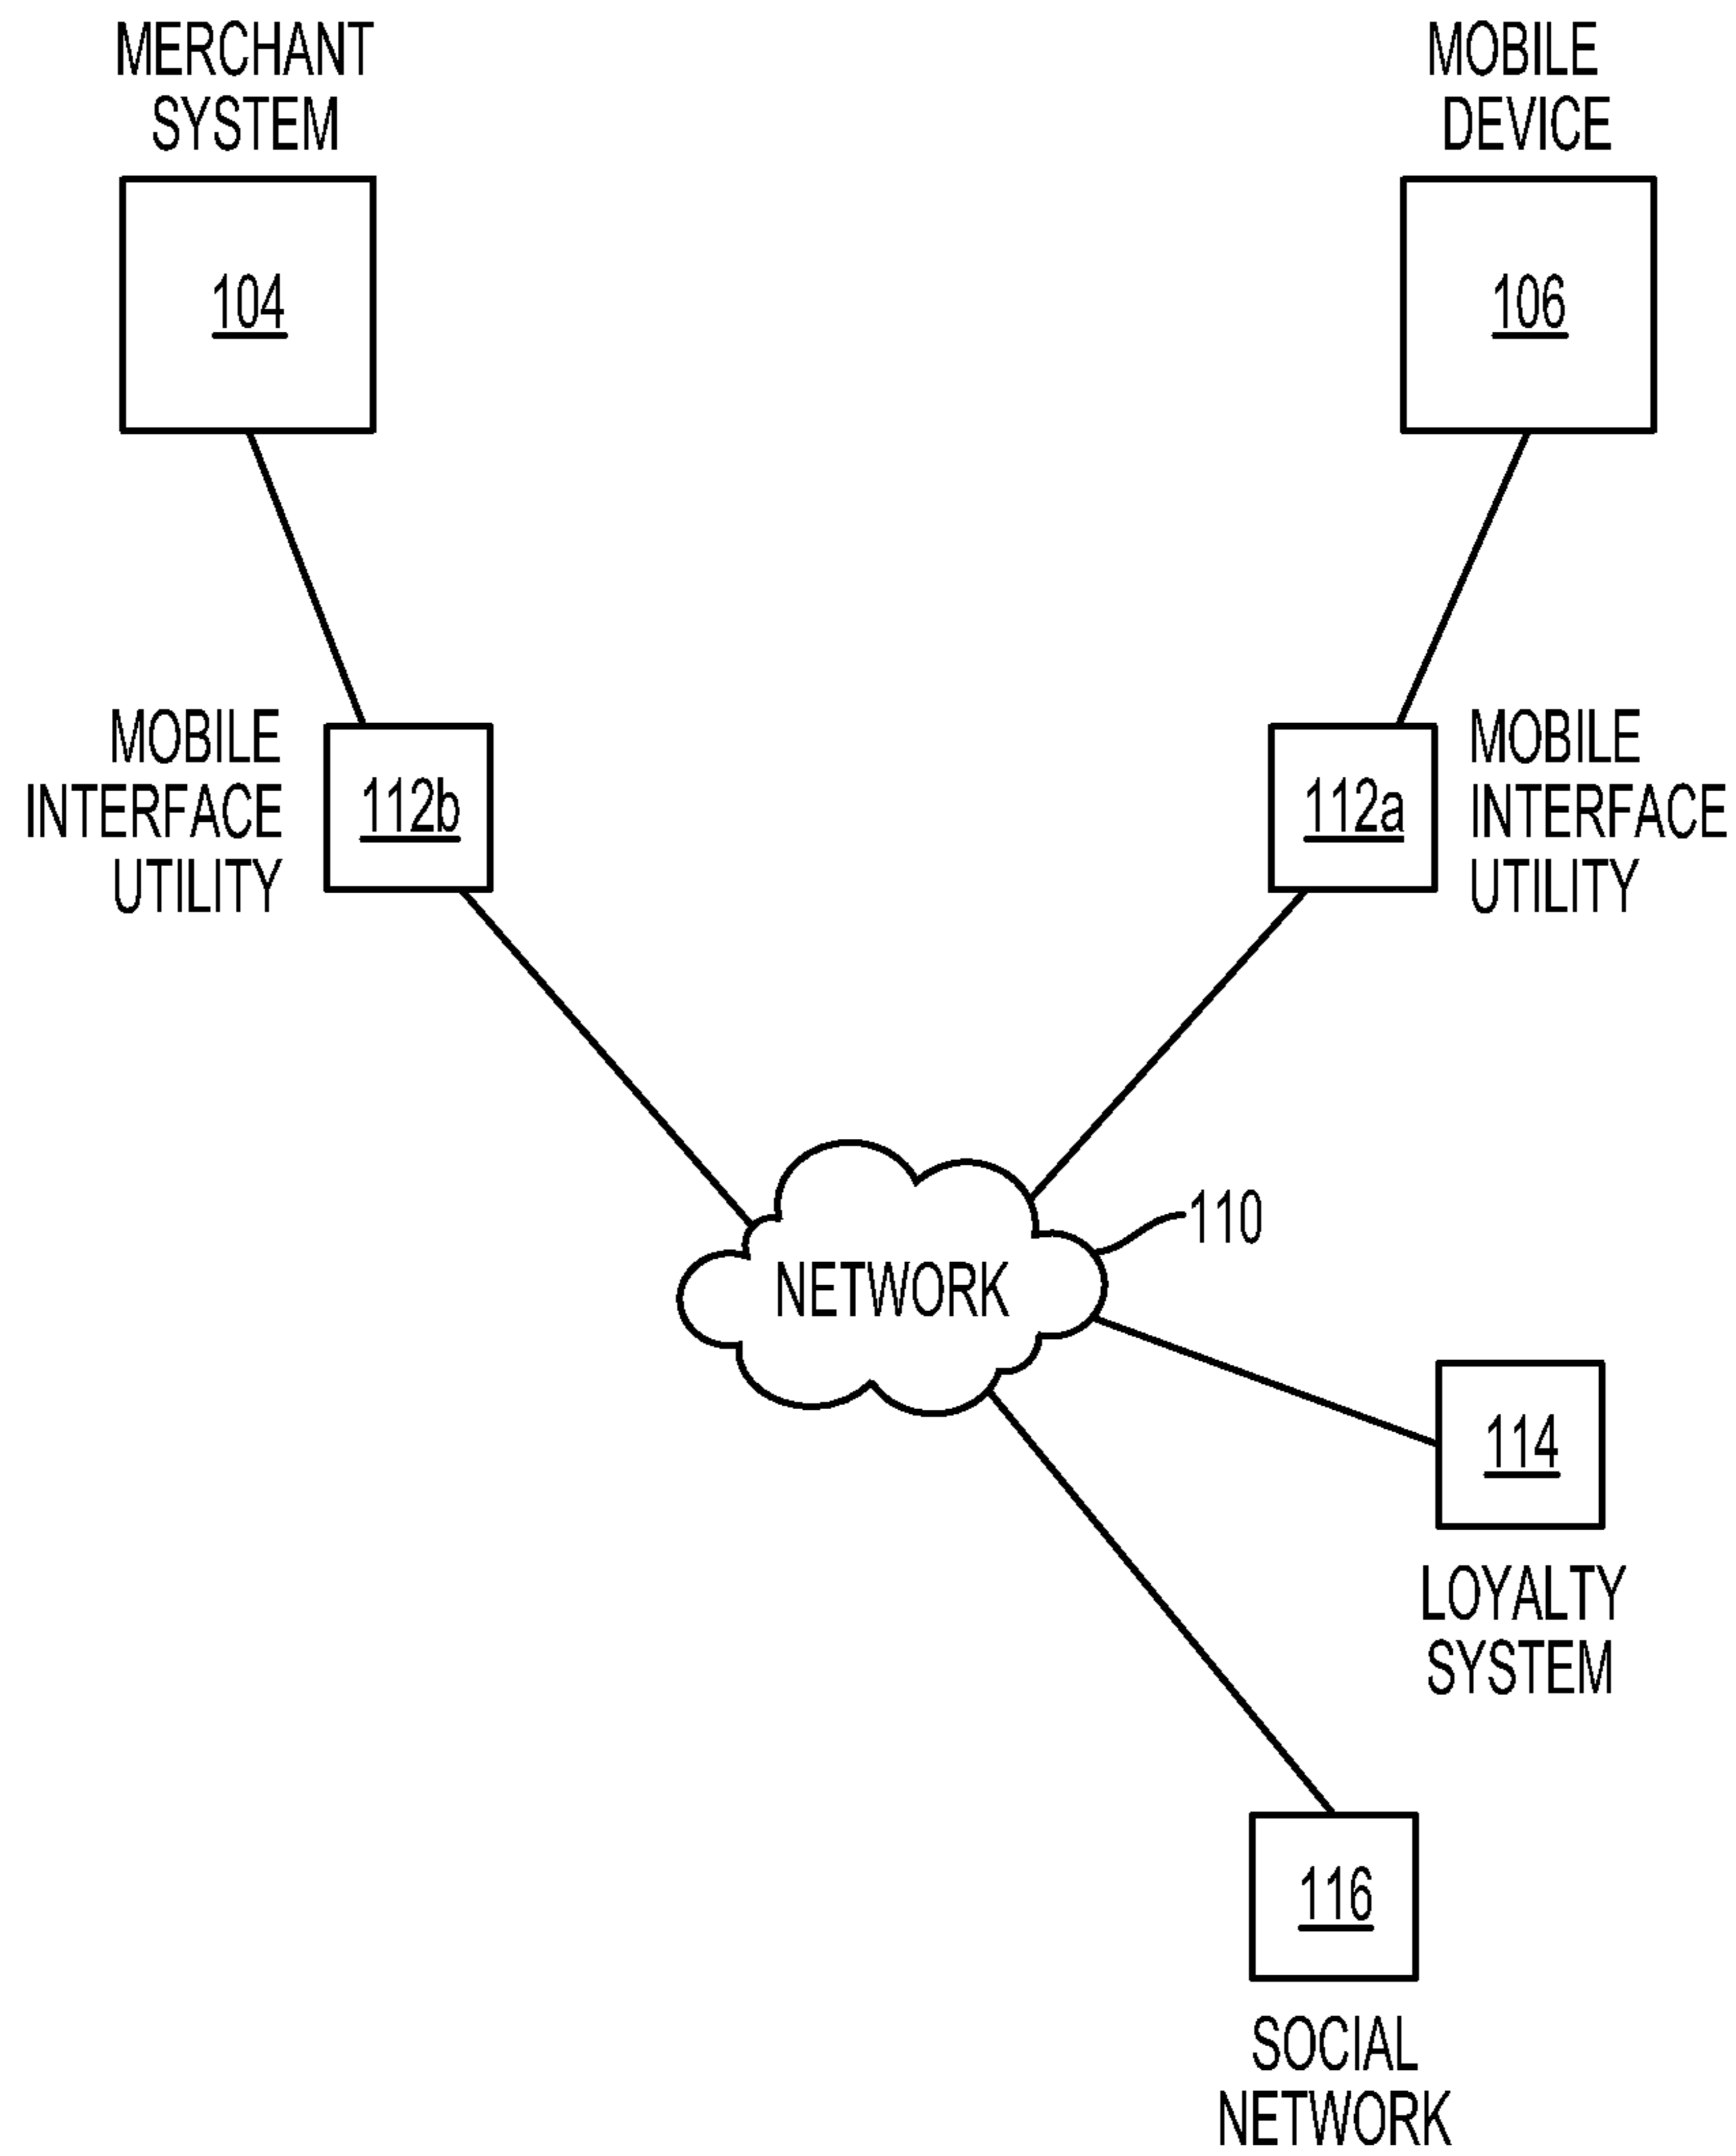 MERCHANT
SYSTEM
104
MOBILE
DEVICE
106
MOBILE
INTERFACE
UTILITY
112b
112a
MOBILE
INTERFACE
UTILITY
NETWORK
110
114
LOYALTY
SYSTEM
116
SOCIAL
NETWORK